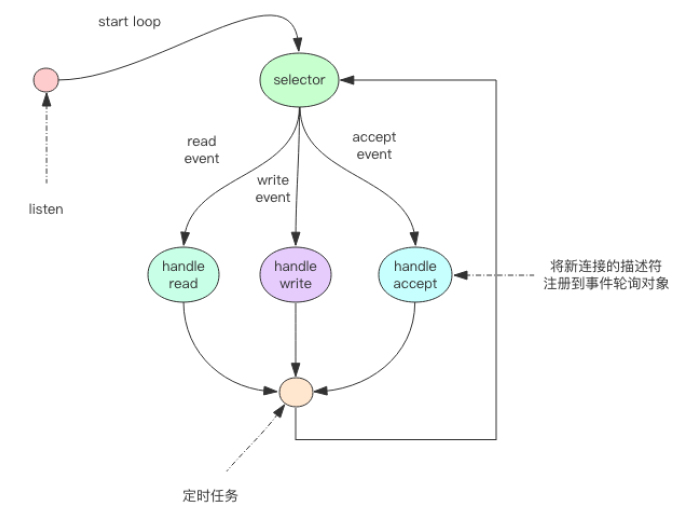 start loop
selector
read
event
accept
event
write
event
listen
handle
read
handle
write
handle
accept
将新连接的描述符
注册到事件轮询对象
定时任务